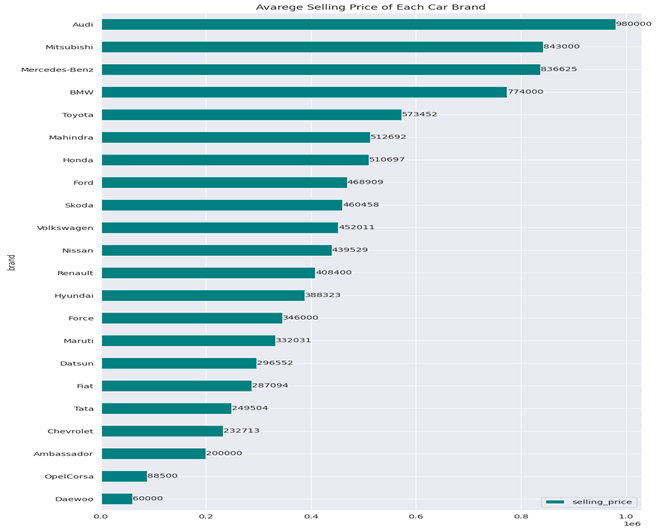 Avarege Selling Price of Each Car Brand
Audi 980000
Mitsubishi 843000
Mercedes-Benz 836625
BMW 774000
Toyota 573452
Mahindra 512692
Honda 510697
Ford 468909
Skoda 460458
Volkswagen 452011
Nissan 439529
brand
Renault 408400
Hyundai 388323
Force 346000
Maruti 332031
Datsun 296552
Fiat 287094
Tata 249504
Chevrolet 232713
Ambassador 200000
OpelCorsa 88500
Daewoo 60000
selling_price
0.0 0.2 0.4 0.6 0.8 1.0
1e6